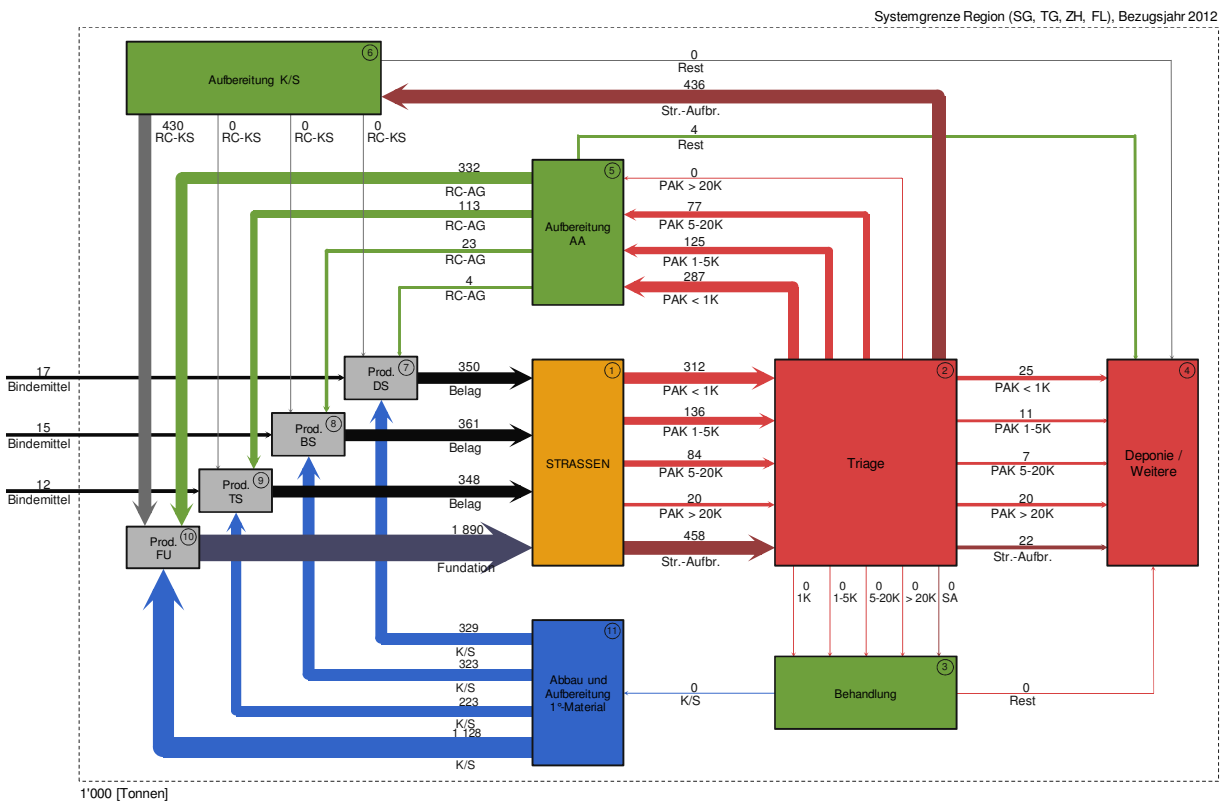 Systemgrenze Region (SG, TG, ZH, FL), Bezugsjahr 2012
6
Aufbereitung K/S
0
Rest
436
Str.-Aufbr.
430
RC-KS
0
RC-KS
0
RC-KS
0
RC-KS
4
Rest
5
Aufbereitung
AA
332
RC-AG
113
RC-AG
23
RC-AG
4
RC-AG
0
PAK > 20K
77
PAK 5-20K
125
PAK 1-5K
287
PAK < 1K
17
Bindemittel
15
Bindemittel
12
Bindemittel
7
Prod.
DS
8
Prod.
BS
9
Prod.
TS
10
Prod.
FU
350
Belag
361
Belag
348
Belag
1 890
Fundation
1
STRASSEN
312
PAK < 1K
136
PAK 1-5K
84
PAK 5-20K
20
PAK > 20K
458
Str.-Aufbr.
2
Triage
25
PAK < 1K
11
PAK 1-5K
7
PAK 5-20K
20
PAK > 20K
22
Str.-Aufbr.
4
Deponie /
Weitere
0
1K
0
1-5K
0
5-20K
0
> 20K
0
SA
329
K/S
323
K/S
223
K/S
1 128
K/S
11
Abbau und
Aufbereitung
1°-Material
0
K/S
3
Behandlung
0
Rest
1'000 [Tonnen]